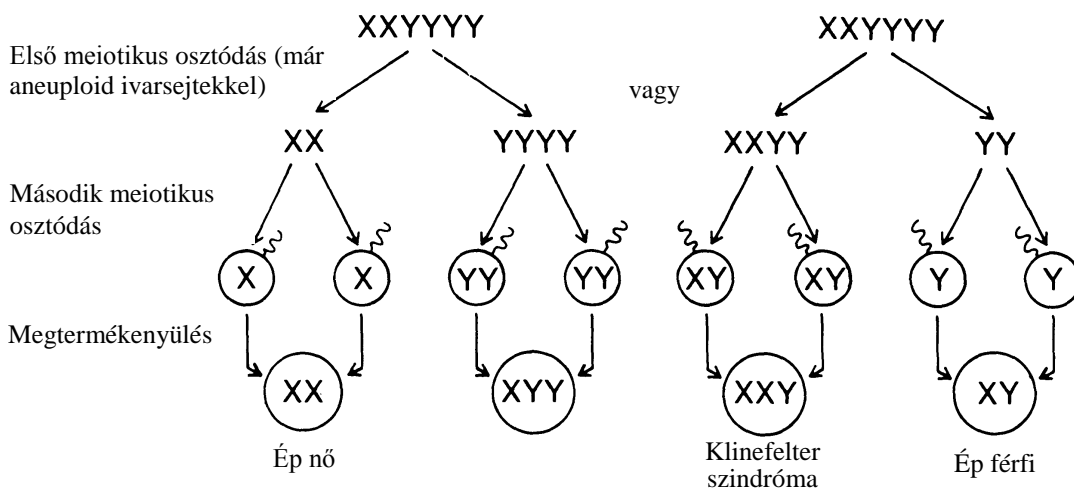 XXYYYY
XXYYYY
Első meiotikus osztódás (már
aneuploid ivarsejtekkel)
vagy
XX
YYYY
XXYY
YY
Második meiotikus
osztódás
X
X
YY
YY
XY
XY
Y
Y
Megtermékenyülés
XX
XYY
XXY
XY
Ép nő
Klinefelter
szindróma
Ép férfi